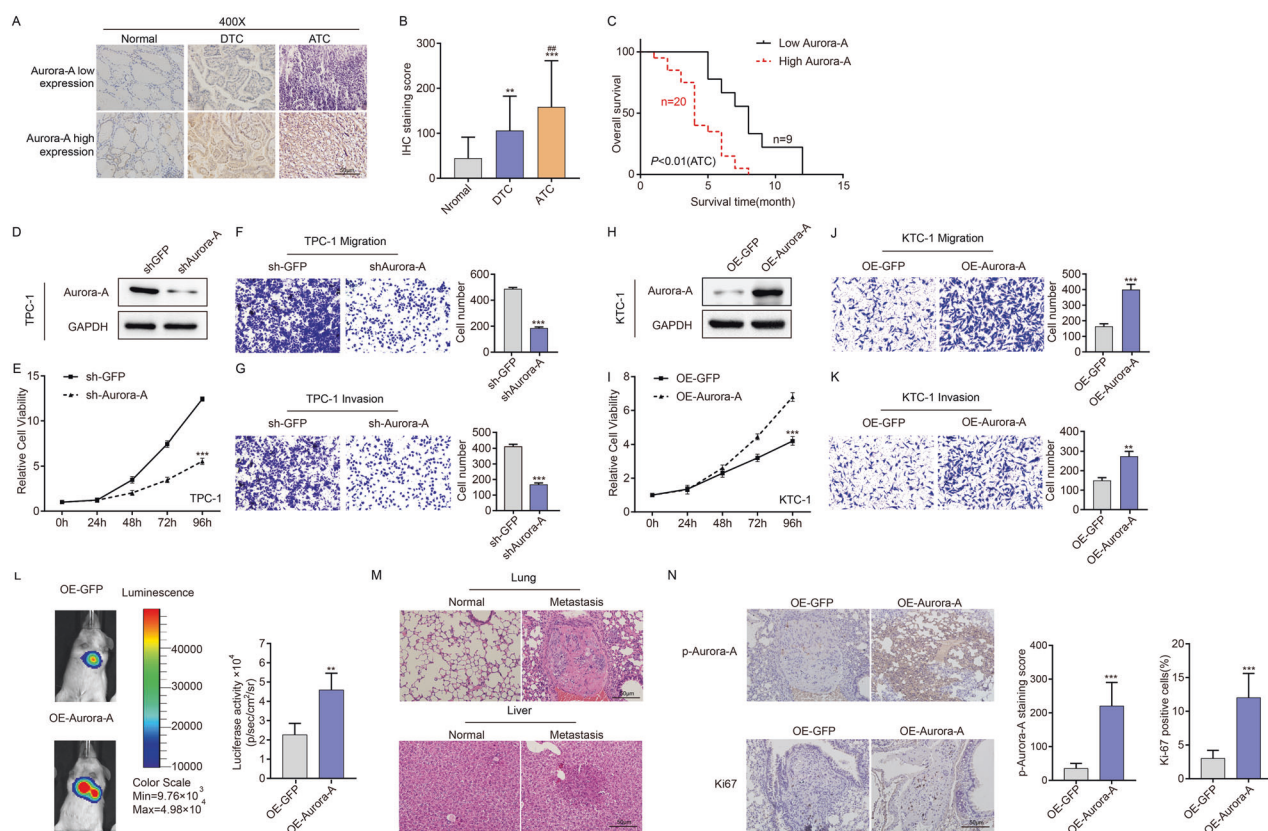 A
400X
Normal
DTC
ATC
Aurora-A low
expression
Aurora-A high
expression
50μm
B
IHC staining score
300
200
100
0
**
##
***
Nromal
DTC
ATC
C
Overall survival
100
50
0
Low Aurora-A
High Aurora-A
n=20
n=9
P<0.01(ATC)
0
5
10
15
Survival time(month)
D
shGFP
shAurora-A
TPC-1
Aurora-A
GAPDH
E
sh-GFP
sh-Aurora-A
Relative Cell Viability
15
10
5
0
***
TPC-1
0h
24h
48h
72h
96h
F
TPC-1 Migration
sh-GFP
shAurora-A
Cell number
600
400
200
0
***
sh-GFP
shAurora-A
G
TPC-1 Invasion
sh-GFP
sh-Aurora-A
Cell number
500
400
300
200
100
0
***
sh-GFP
shAurora-A
H
OE-GFP
OE-Aurora-A
KTC-1
Aurora-A
GAPDH
I
OE-GFP
OE-Aurora-A
Relative Cell Viability
8
6
4
2
0
***
KTC-1
0h
24h
48h
72h
96h
J
KTC-1 Migration
OE-GFP
OE-Aurora-A
Cell number
500
400
300
200
100
0
***
OE-GFP
OE-Aurora-A
K
KTC-1 Invasion
OE-GFP
OE-Aurora-A
Cell number
400
300
200
100
0
**
OE-GFP
OE-Aurora-A
L
OE-GFP
OE-Aurora-A
Luminescence
40000
30000
20000
10000
Color Scale
Min=9.76×10³
Max=4.98×10⁴
Luciferase activity ×10⁴
(p/sec/cm²/sr)
7
6
5
4
3
2
2
0
**
OE-GFP
OE-Aurora-A
M
Lung
Normal
Metastasis
50μm
Liver
Normal
Metastasis
50μm
N
OE-GFP
OE-Aurora-A
p-Aurora-A
50μm
OE-GFP
OE-Aurora-A
Ki67
50μm
p-Aurora-A staining score
400
300
200
100
0
***
OE-GFP
OE-Aurora-A
Ki-67 positive cells(%)
20
15
10
6
3
0
***
OE-GFP
OE-Aurora-A